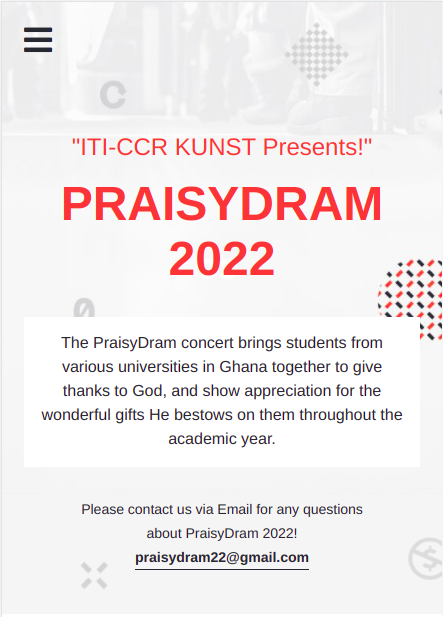 "ITI-CCR KUNST Presents!"
PRAISYDRAM
2022
The PraisyDram concert brings students from
various universities in Ghana together to give
thanks to God, and show appreciation for the
wonderful gifts He bestows on them throughout the
academic year.
Please contact us via Email for any questions
about PraisyDram 2022!
praisydram22@gmail.com